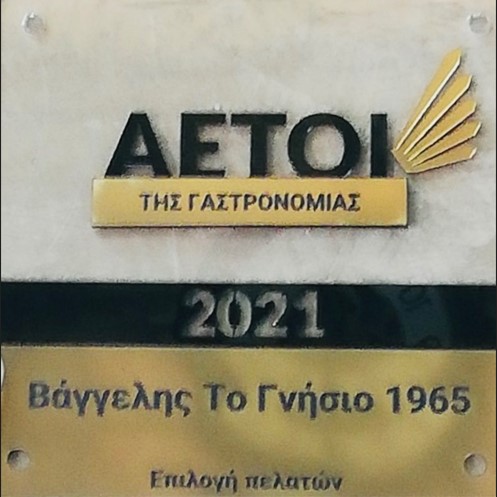 ΑΕΤΟΙ
ΤΗΣ ΓΑΣΤΡΟΝΟΜΙΑΣ
2021
Βάγγελης Το Γνήσιο 1965
Επιλογή πελατών